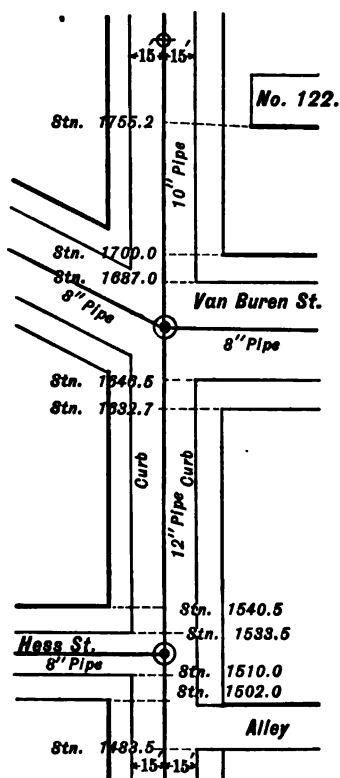 15' 15'
No. 122.
Stn. 1755.2
10" Pipe
Stn. 1700.0
Stn. 1687.0
Van Buren St.
8" Pipe
8" Pipe
Stn. 1646.5
Stn. 1632.7
Curb
Curb
12" Pipe
Stn. 1540.5
Stn. 1533.5
Hess St.
8" Pipe
Stn. 1510.0
Stn. 1502.0
Alley
Stn. 1483.5
15' 15'